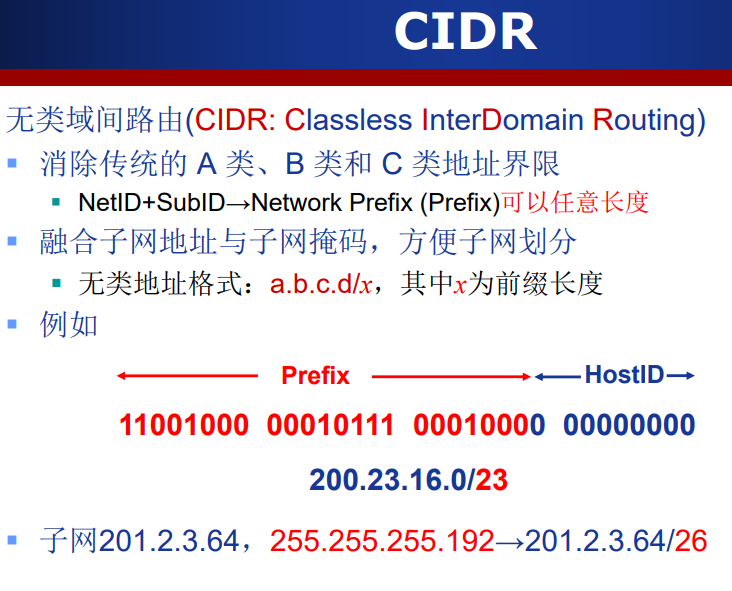 CIDR
无类域间路由(CIDR: Classless InterDomain Routing)
消除传统的 A 类、B 类和 C 类地址界限
NetID+SubID→Network Prefix (Prefix)可以任意长度
融合子网地址与子网掩码，方便子网划分
无类地址格式：a.b.c.d/x，其中x为前缀长度
例如
Prefix HostID
11001000 00010111 00010000 00000000
200.23.16.0/23
子网201.2.3.64，255.255.255.192→201.2.3.64/26